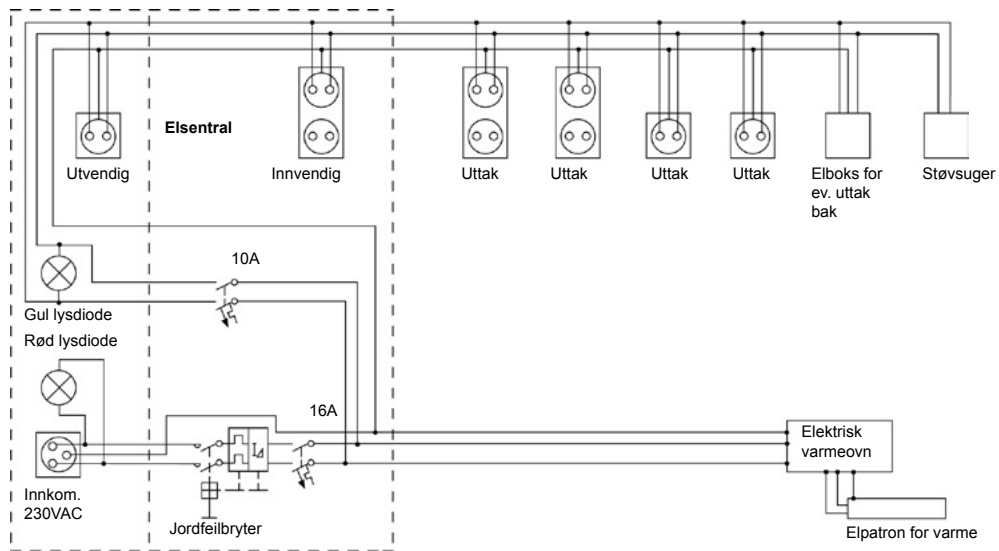 Elsentral
Utvendig
Innvendig
Uttak
Uttak
Uttak
Uttak
Elboks for
ev. uttak
bak
Støvsuger
10A
Gul lysdiode
Rød lysdiode
16A
Innkom.
230VAC
I⊿
Jordfeilbryter
Elektrisk
varmeovn
Elpatron for varme